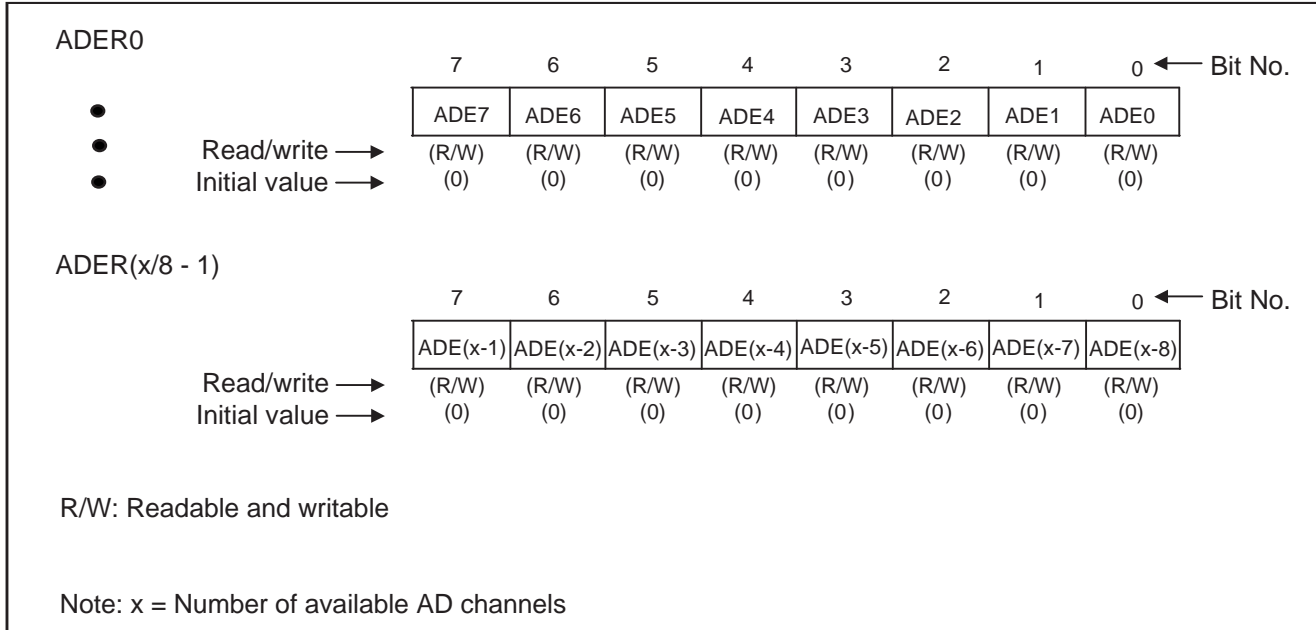 ADER0
7 6 5 4 3 2 1 0 Bit No.
ADE7 ADE6 ADE5 ADE4 ADE3 ADE2 ADE1 ADE0
Read/write (R/W) (R/W) (R/W) (R/W) (R/W) (R/W) (R/W) (R/W)
Initial value (0) (0) (0) (0) (0) (0) (0) (0)
ADER(x/8 - 1)
7 6 5 4 3 2 1 0 Bit No.
ADE(x-1) ADE(x-2) ADE(x-3) ADE(x-4) ADE(x-5) ADE(x-6) ADE(x-7) ADE(x-8)
Read/write (R/W) (R/W) (R/W) (R/W) (R/W) (R/W) (R/W) (R/W)
Initial value (0) (0) (0) (0) (0) (0) (0) (0)
R/W: Readable and writable
Note: x = Number of available AD channels